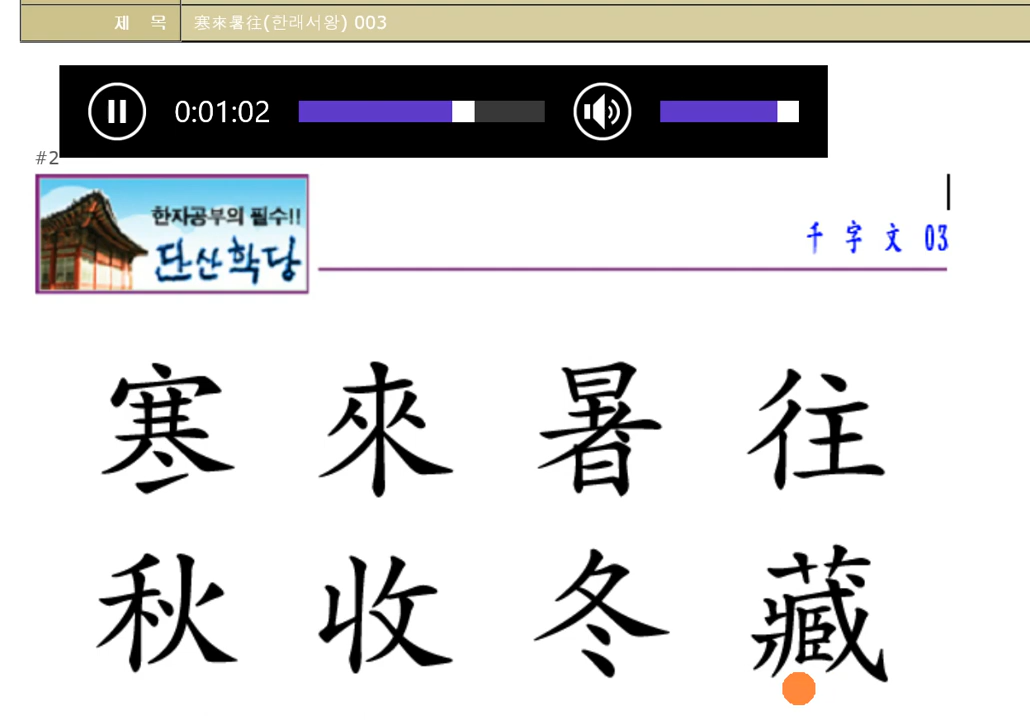 제 목 寒來暑往(한래서왕) 003
0:01:02
#2
한자공부의 필수!!
단산학당
千字文 03
寒 來 暑 往
秋 收 冬 藏